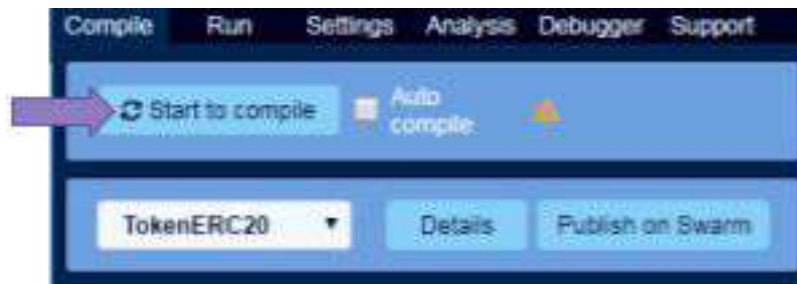 Compile Run Settings Analysis Debugger Support
Start to compile
Auto
compile
TokenERC20 Details Publish on Swarm